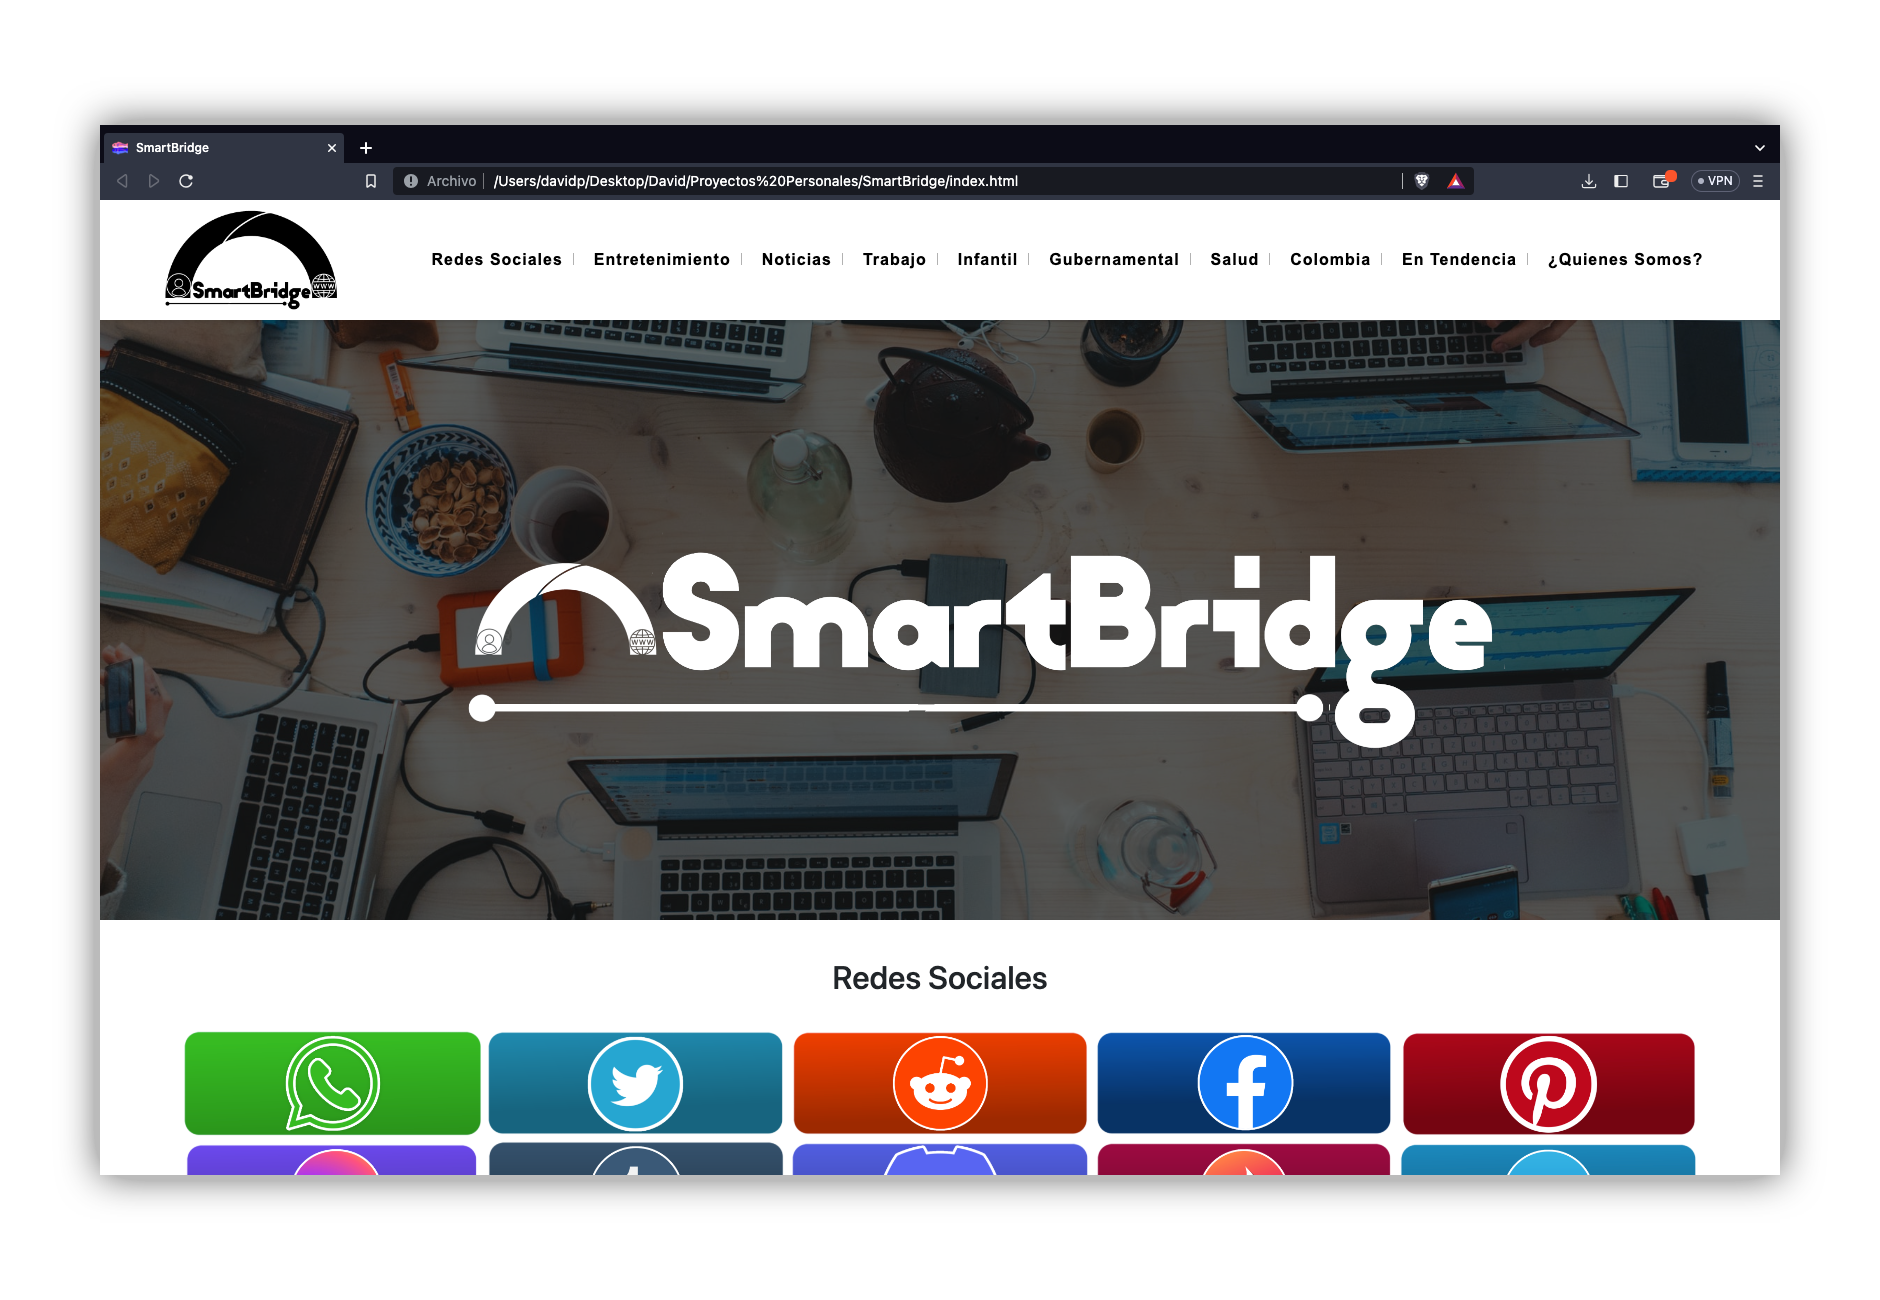 SmartBridge
Archivo /Users/davidp/Desktop/David/Proyectos%20Personales/SmartBridge/index.html
VPN
www
SmartBridge
Redes Sociales Entretenimiento Noticias Trabajo Infantil Gubernamental Salud Colombia En Tendencia ¿Quienes Somos?
www
SmartBridge
Redes Sociales